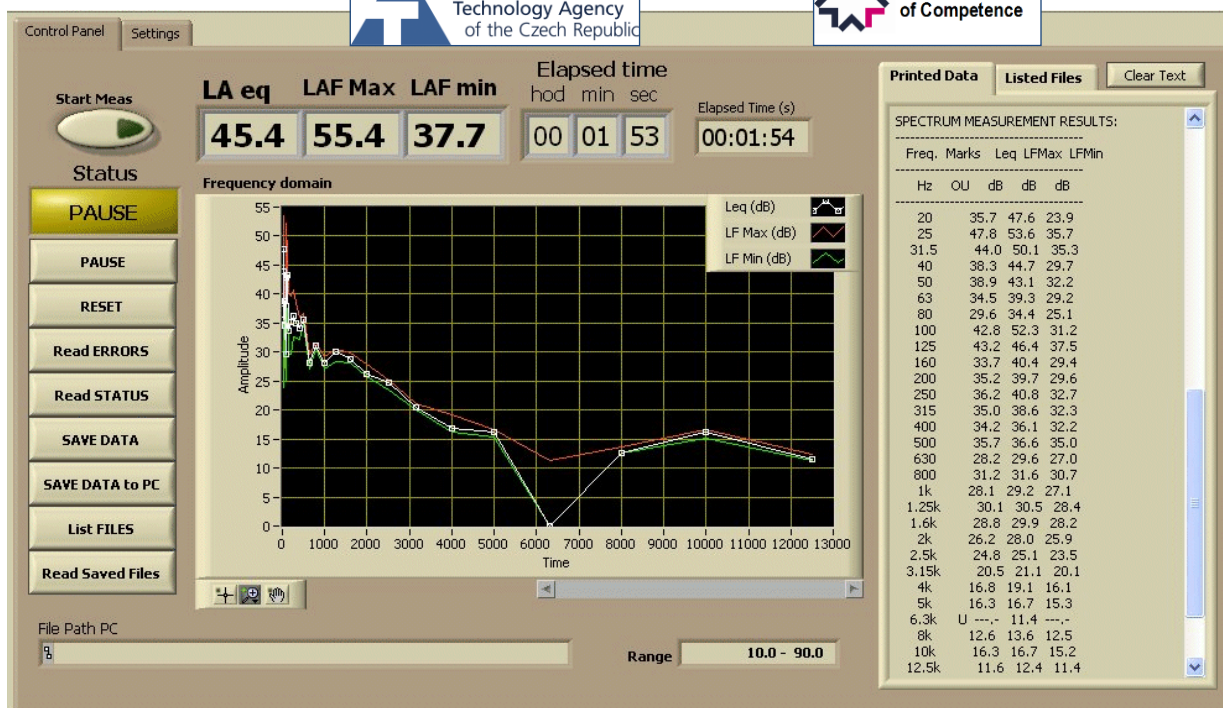 Technology Agency
of the Czech Republic
of Competence
Control Panel
Settings
Start Meas
Status
PAUSE
PAUSE
RESET
Read ERRORS
Read STATUS
SAVE DATA
SAVE DATA to PC
List FILES
Read Saved Files
LA eq LAF Max LAF min
45.4 55.4 37.7
Elapsed time
hod min sec
00 01 53
Elapsed Time (s)
00:01:54
Frequency domain
Leq (dB)
LF Max (dB)
LF Min (dB)
Amplitude
55
50
45
40
35
30
25
20
15
10
5
0
0 1000 2000 3000 4000 5000 6000 7000 8000 9000 10000 11000 12000 13000
Time
File Path PC
Range 10.0 - 90.0
Printed Data
Listed Files
Clear Text
SPECTRUM MEASUREMENT RESULTS:
----------------------------------------
Freq. Marks Leq LFMax LFMin
----------------------------------------
Hz OU dB dB dB
----------------------------------------
20 35.7 47.6 23.9
25 47.8 53.6 35.7
31.5 44.0 50.1 35.3
40 38.3 44.7 29.7
50 38.9 43.1 32.2
63 34.5 39.3 29.2
80 29.6 34.4 25.1
100 42.8 52.3 31.2
125 43.2 46.4 37.5
160 33.7 40.4 29.4
200 35.2 39.7 29.6
250 36.2 40.8 32.7
315 35.0 38.6 32.3
400 34.2 36.1 32.2
500 35.7 36.6 35.0
630 28.2 29.6 27.0
800 31.2 31.6 30.7
1k 28.1 29.2 27.1
1.25k 30.1 30.5 28.4
1.6k 28.8 29.9 28.2
2k 26.2 28.0 25.9
2.5k 24.8 25.1 23.5
3.15k 20.5 21.1 20.1
4k 16.8 19.1 16.1
5k 16.3 16.7 15.3
6.3k U ---.- 11.4 ---.-
8k 12.6 13.6 12.5
10k 16.3 16.7 15.2
12.5k 11.6 12.4 11.4